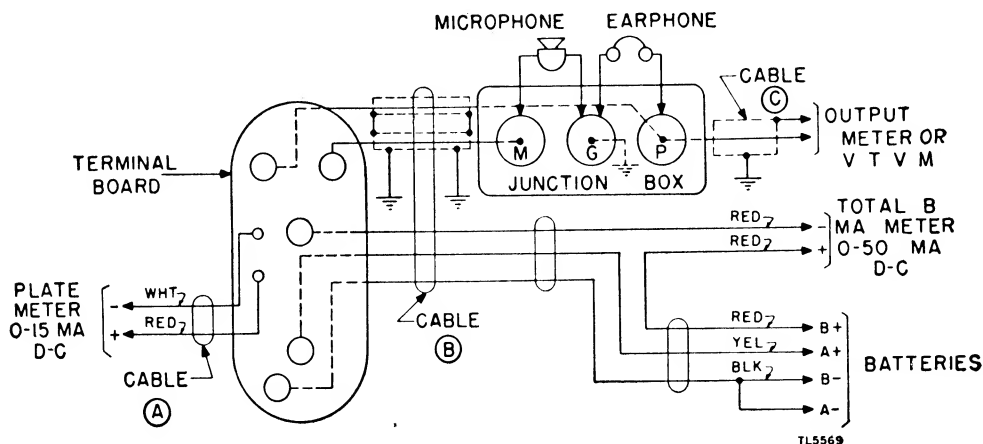 MICROPHONE
EARPHONE
CABLE
C
OUTPUT
METER OR
V T V M
TERMINAL
BOARD
M
G
P
JUNCTION BOX
RED
-
RED
+
TOTAL B
MA METER
0-50 MA
D-C
PLATE
METER
0-15 MA
D-C
-
WHT
+
RED
CABLE
A
CABLE
B
RED
B+
YEL
A+
BLK
B-
A-
BATTERIES
TL5569